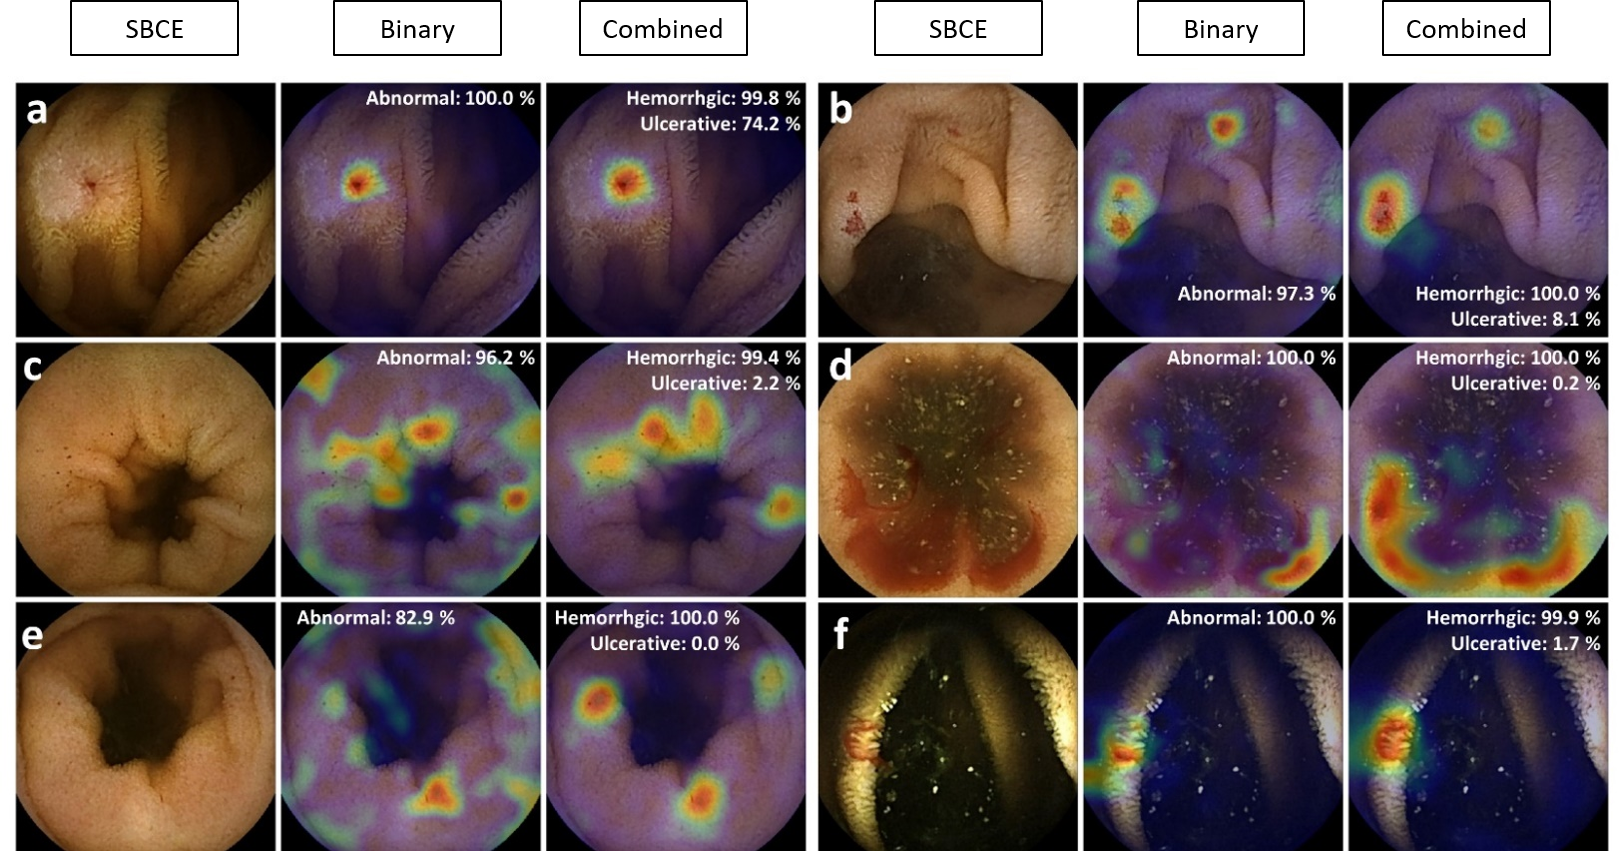 SBCE Binary Combined SBCE Binary Combined
a
Abnormal: 100.0 %
Hemorrhgic: 99.8 %
Ulcerative: 74.2 %
b
Abnormal: 97.3 %
Hemorrhgic: 100.0 %
Ulcerative: 8.1 %
c
Abnormal: 96.2 %
Hemorrhgic: 99.4 %
Ulcerative: 2.2 %
d
Abnormal: 100.0 %
Hemorrhgic: 100.0 %
Ulcerative: 0.2 %
e
Abnormal: 82.9 %
Hemorrhgic: 100.0 %
Ulcerative: 0.0 %
f
Abnormal: 100.0 %
Hemorrhgic: 99.9 %
Ulcerative: 1.7 %